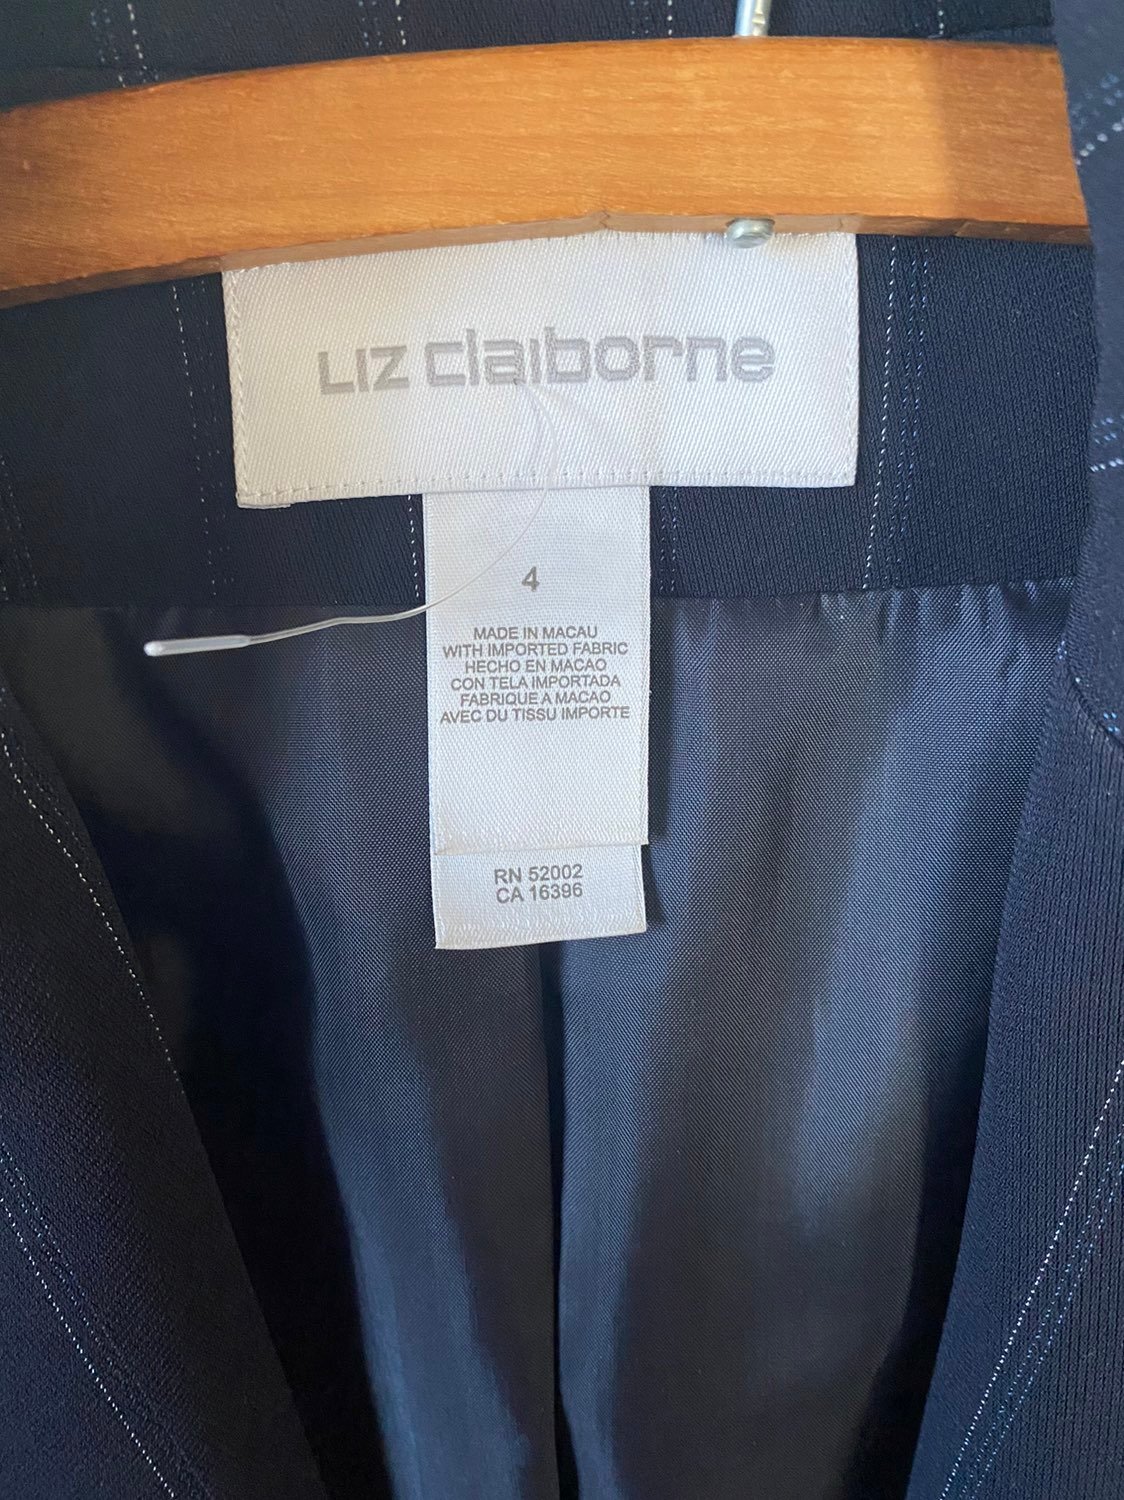 LIZ claiborne
4
MADE IN MACAU
WITH IMPORTED FABRIC
HECHO EN MACAO
CON TELA IMPORTADA
FABRIQUE A MACAO
AVEC DU TISSU IMPORTE
RN 52002
CA 16396